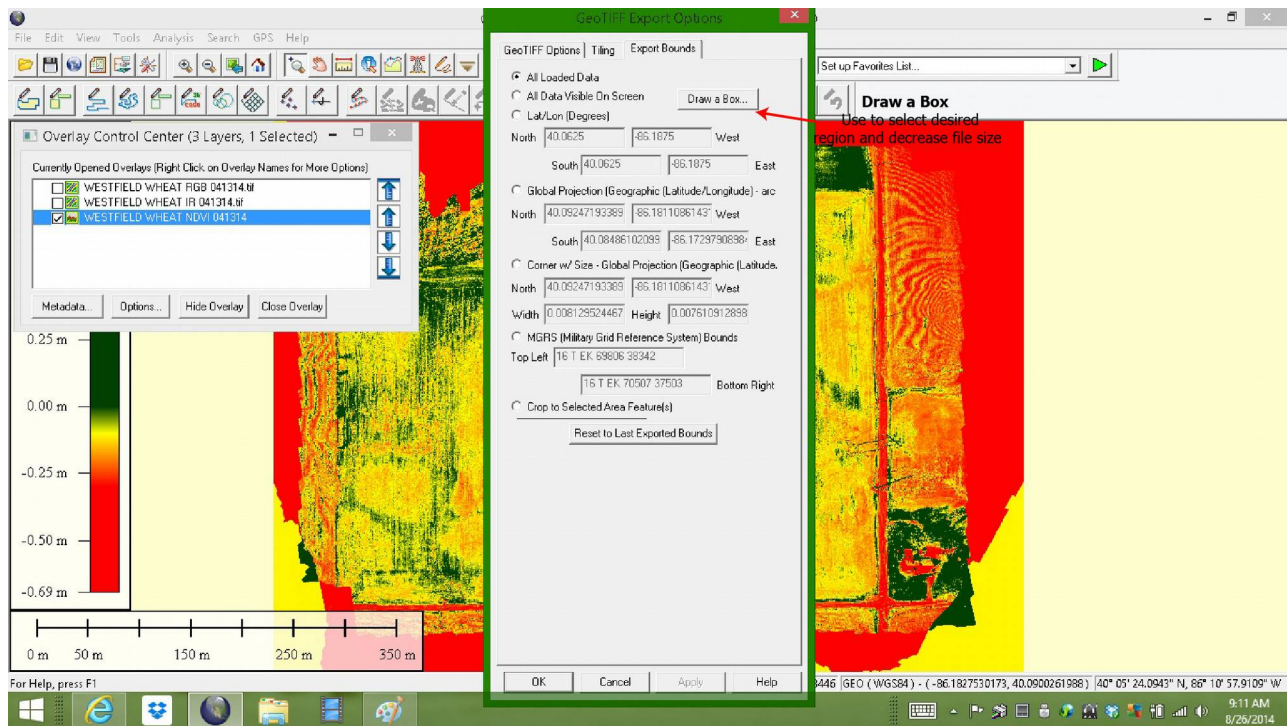 GeoTIFF Export Options
File Edit View Tools Analysis Search GPS Help
Set up Favorites List...
GeoTIFF Options Tiling Export Bounds
All Loaded Data
All Data Visible On Screen
Draw a Box...
Lat/Lon (Degrees)
North 40.0625 -86.1875 West
South 40.0625 -86.1875 East
Global Projection (Geographic (Latitude/Longitude) - arc
North 40.09247193389 West
South 40.08486102099 East
Corner w/ Size - Global Projection (Geographic (Latitude,
North 40.09247193389 West
Width 0.008129524467 Height 0.007610912898
MGRS (Military Grid Reference System) Bounds
Top Left 16 T EK 69806 38342
16 T EK 70507 37503 Bottom Right
Crop to Selected Area Feature(s)
Reset to Last Exported Bounds
OK Cancel Apply Help
Draw a Box
Use to select desired
region and decrease file size
Overlay Control Center (3 Layers, 1 Selected)
Currently Opened Overlays (Right Click on Overlay Names for More Options)
WESTFIELD WHEAT RGB 041314.tif
WESTFIELD WHEAT IR 041314.tif
WESTFIELD WHEAT NDVI 041314
Metadata... Options... Hide Overlay Close Overlay
0.25 m
0.00 m
-0.25 m
-0.50 m
-0.69 m
0 m 50 m 150 m 250 m 350 m
For Help, press F1
3446 GEO ( WGS84 ) - ( -86.1827530173, 40.0900261988 ) 40° 05' 24.0943" N, 86° 10' 57.9109" W
9:11 AM
8/26/2014